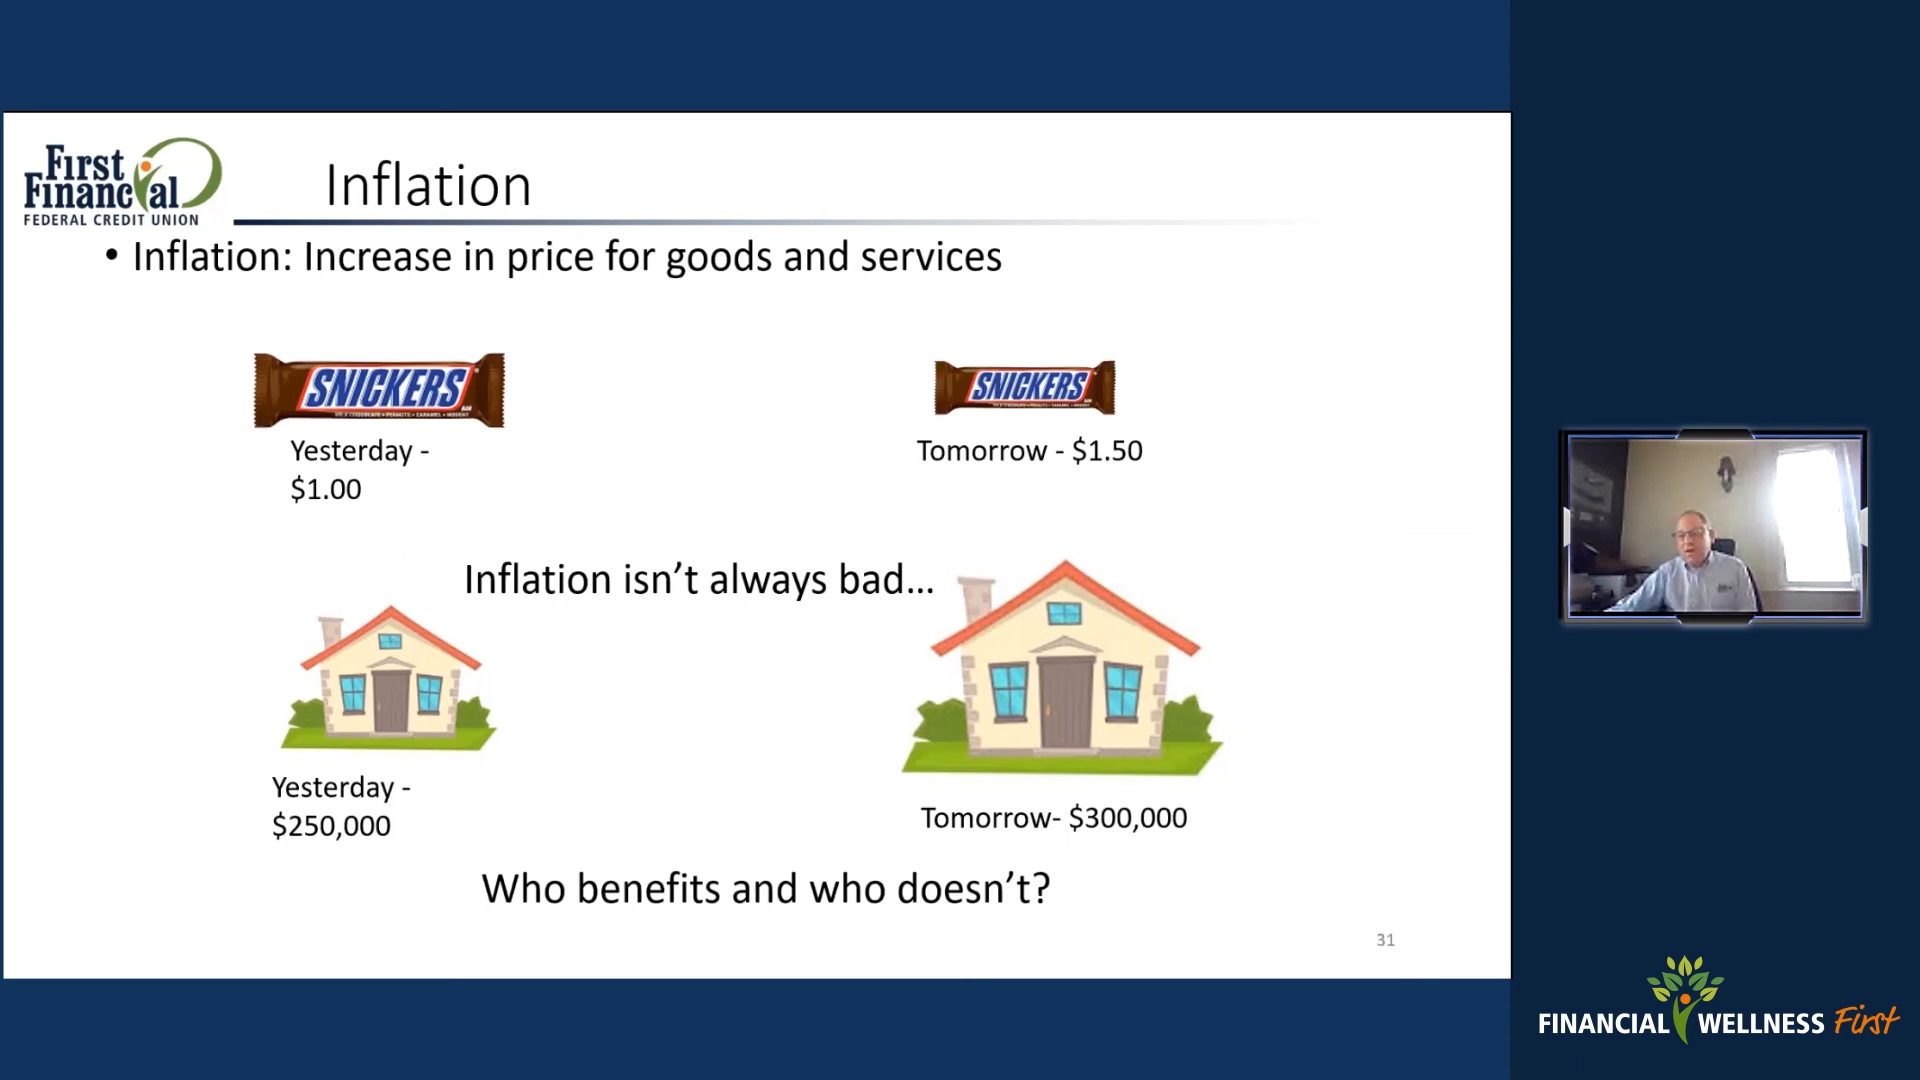 First
Financial
FEDERAL CREDIT UNION
Inflation
• Inflation: Increase in price for goods and services
SNICKERS
SNICKERS
Yesterday -
$1.00
Tomorrow - $1.50
Inflation isn’t always bad...
Yesterday -
$250,000
Tomorrow- $300,000
Who benefits and who doesn’t?
31
FINANCIAL WELLNESS First